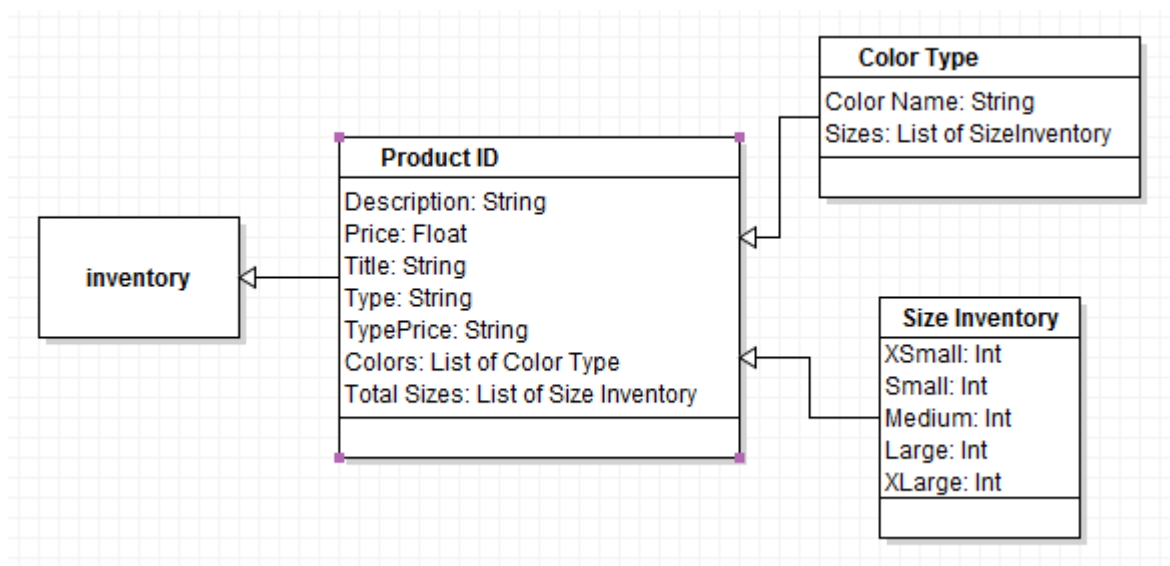 inventory
Product ID
Description: String
Price: Float
Title: String
Type: String
TypePrice: String
Colors: List of Color Type
Total Sizes: List of Size Inventory
Color Type
Color Name: String
Sizes: List of SizeInventory
Size Inventory
XSmall: Int
Small: Int
Medium: Int
Large: Int
XLarge: Int